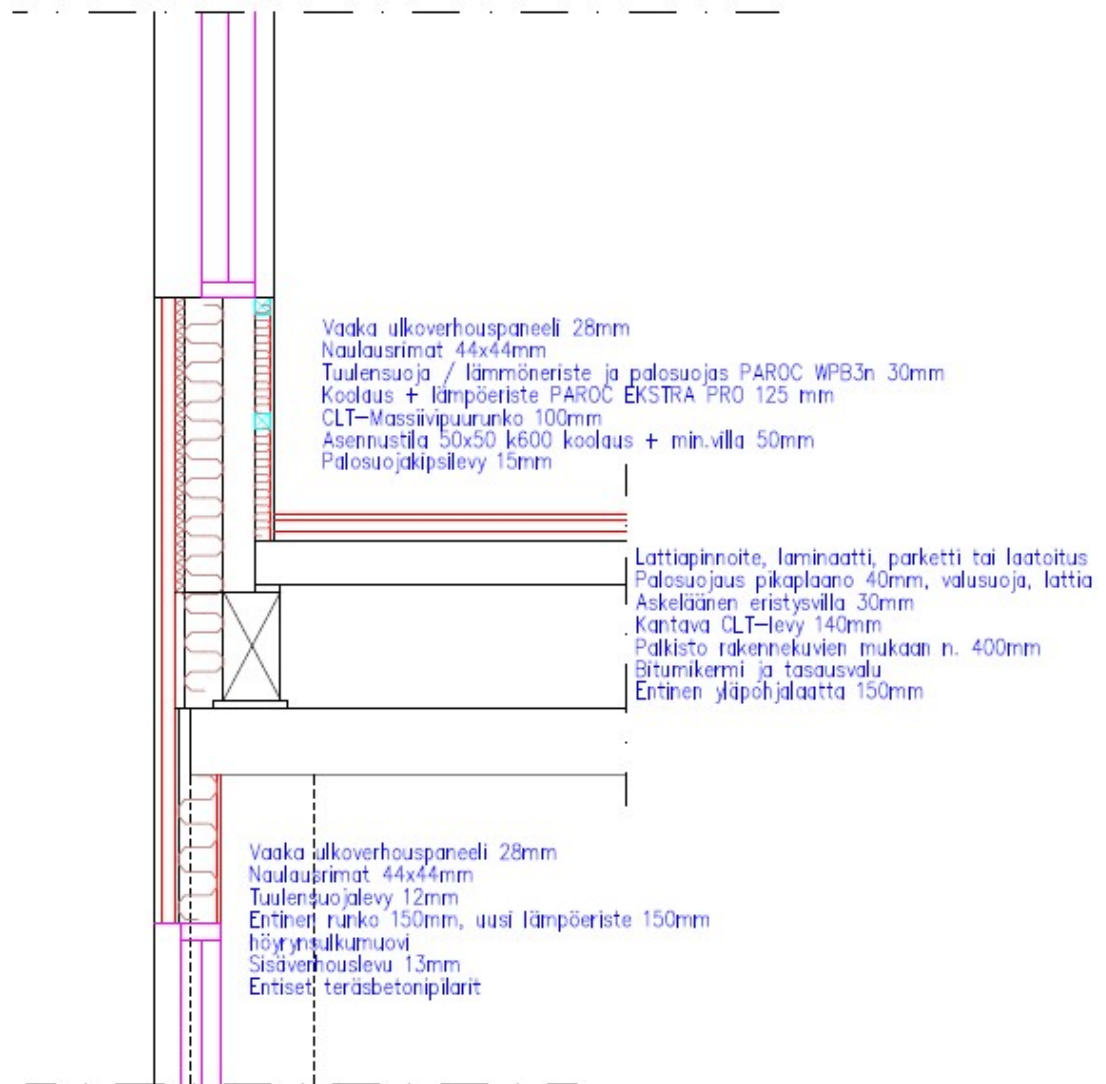 Vaaka ulkoverhouspaneeli 28mm
Naulausrimat 44x44mm
Tuulensuoja / lämmöneriste ja palosuojas PAROC WPB3n 30mm
Koolaus + lämpöeriste PAROC EKSTRA PRO 125 mm
CLT-Massiivipuurunko 100mm
Asennustila 50x50 k600 koolaus + min.villa 50mm
Palosuojakipsilevy 15mm
Lattiapinnoite, laminaatti, parketti tai laatoitus
Palosuojaus pikaplaano 40mm, valusuoja, lattia
Askeläänen eristysvilla 30mm
Kantava CLT-levy 140mm
Palkisto rakennekuvien mukaan n. 400mm
Bitumikermi ja tasausvalu
Entinen yläpohjalaatta 150mm
Vaaka ulkoverhouspaneeli 28mm
Naulausrimat 44x44mm
Tuulensuojalevy 12mm
Entinen runko 150mm, uusi lämpöeriste 150mm
höyrynsulkumuovi
Sisäverhouslevu 13mm
Entiset teräsbetonipilarit